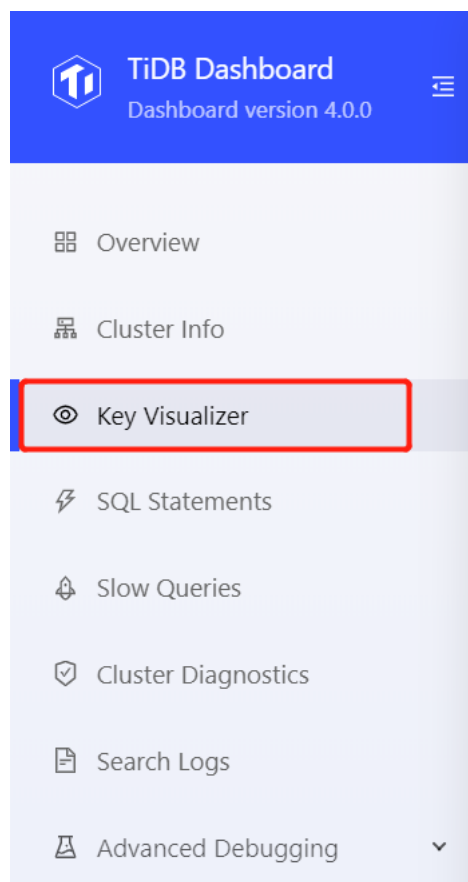 TiDB Dashboard
Dashboard version 4.0.0
Overview
Cluster Info
Key Visualizer
SQL Statements
Slow Queries
Cluster Diagnostics
Search Logs
Advanced Debugging